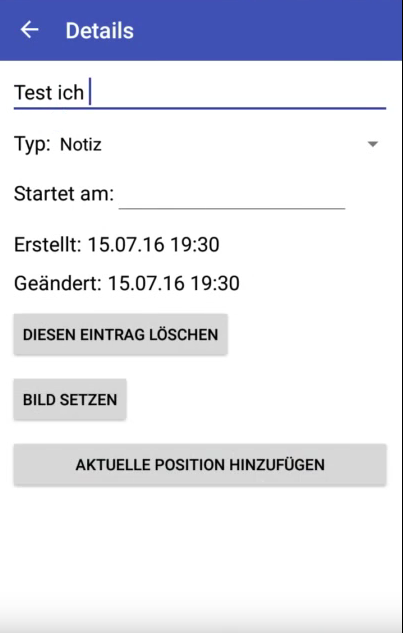 Details
Test ich
Typ: Notiz
Startet am:
Erstellt: 15.07.16 19:30
Geändert: 15.07.16 19:30
DIESEN EINTRAG LÖSCHEN
BILD SETZEN
AKTUELLE POSITION HINZUFÜGEN